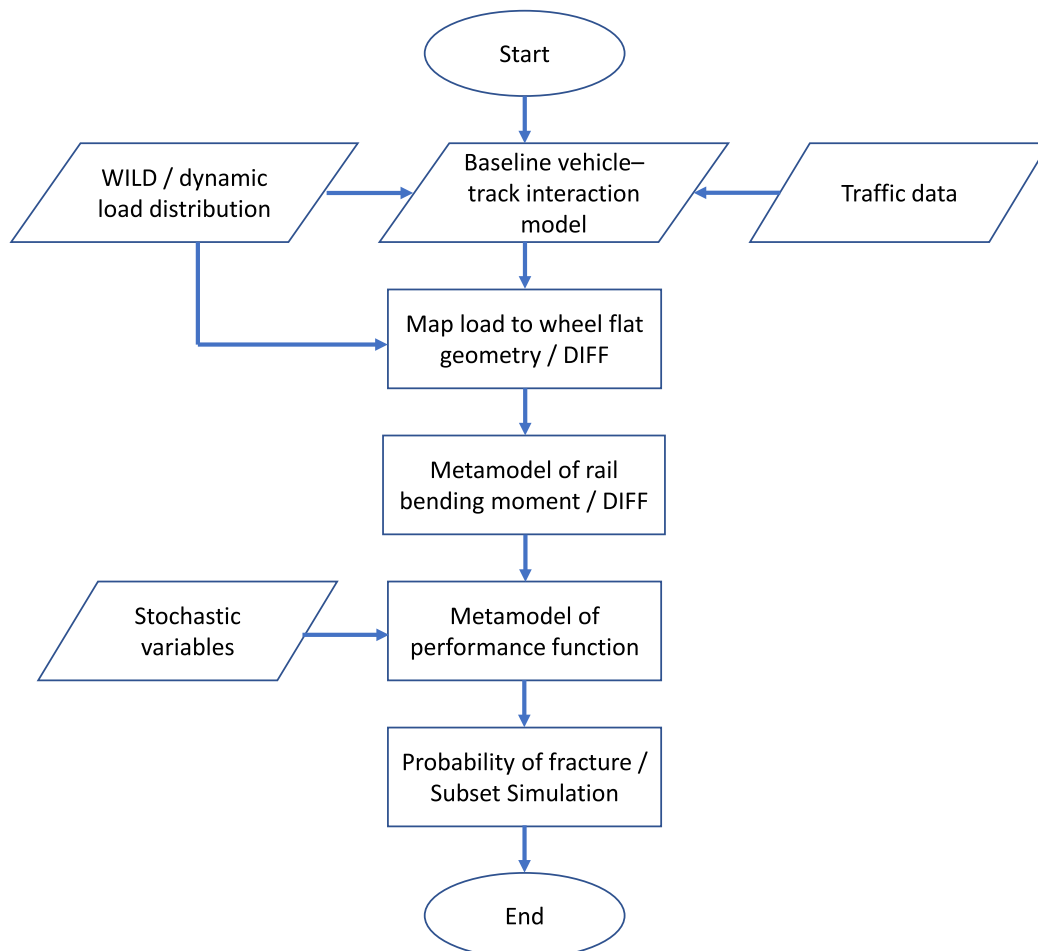 Start
WILD / dynamic
load distribution
Baseline vehicle–
track interaction
model
Traffic data
Map load to wheel flat
geometry / DIFF
Metamodel of rail
bending moment / DIFF
Stochastic
variables
Metamodel of
performance function
Probability of fracture /
Subset Simulation
End